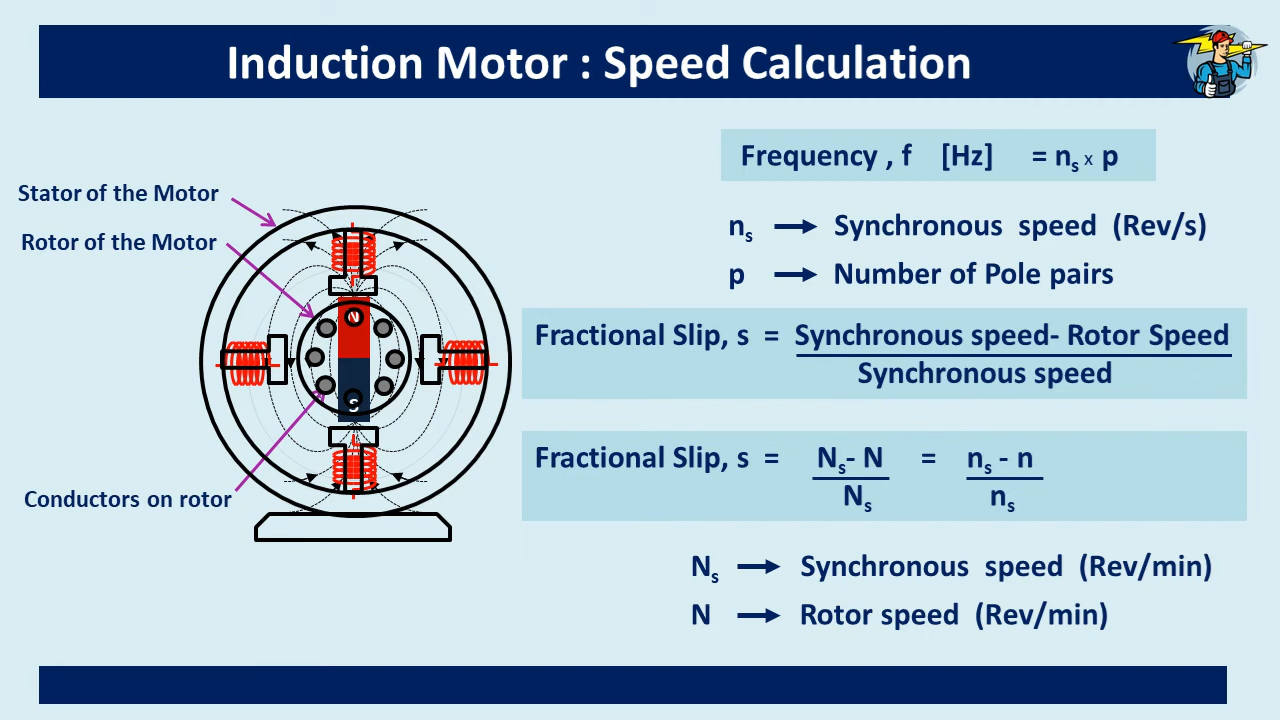 Induction Motor : Speed Calculation
Frequency , f [Hz] = ns x p
Stator of the Motor
Rotor of the Motor
Conductors on rotor
N
S
ns → Synchronous speed (Rev/s)
p → Number of Pole pairs
Fractional Slip, s = Synchronous speed- Rotor Speed
Synchronous speed
Fractional Slip, s = Ns- N = ns - n
Ns ns
Ns → Synchronous speed (Rev/min)
N → Rotor speed (Rev/min)